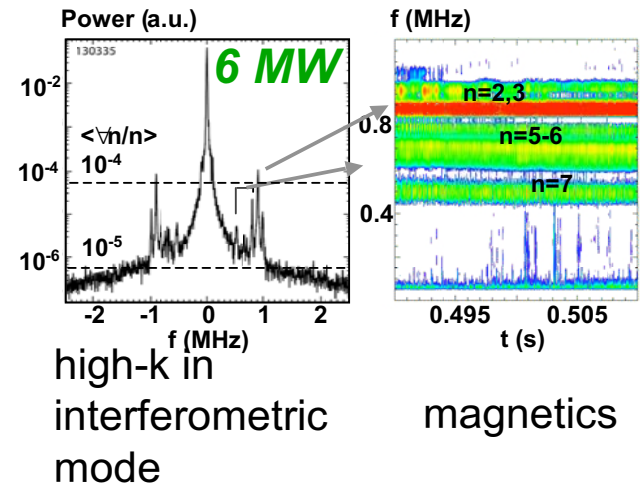 Power (a.u.)
130335
6 MW
10-2
<∀n/n>
10-4
10-4
10-5
10-6
-2 -1 0 1 2
f (MHz)
high-k in
interferometric
mode
f (MHz)
n=2,3
0.8
n=5-6
n=7
0.4
0.495 0.505
t (s)
magnetics